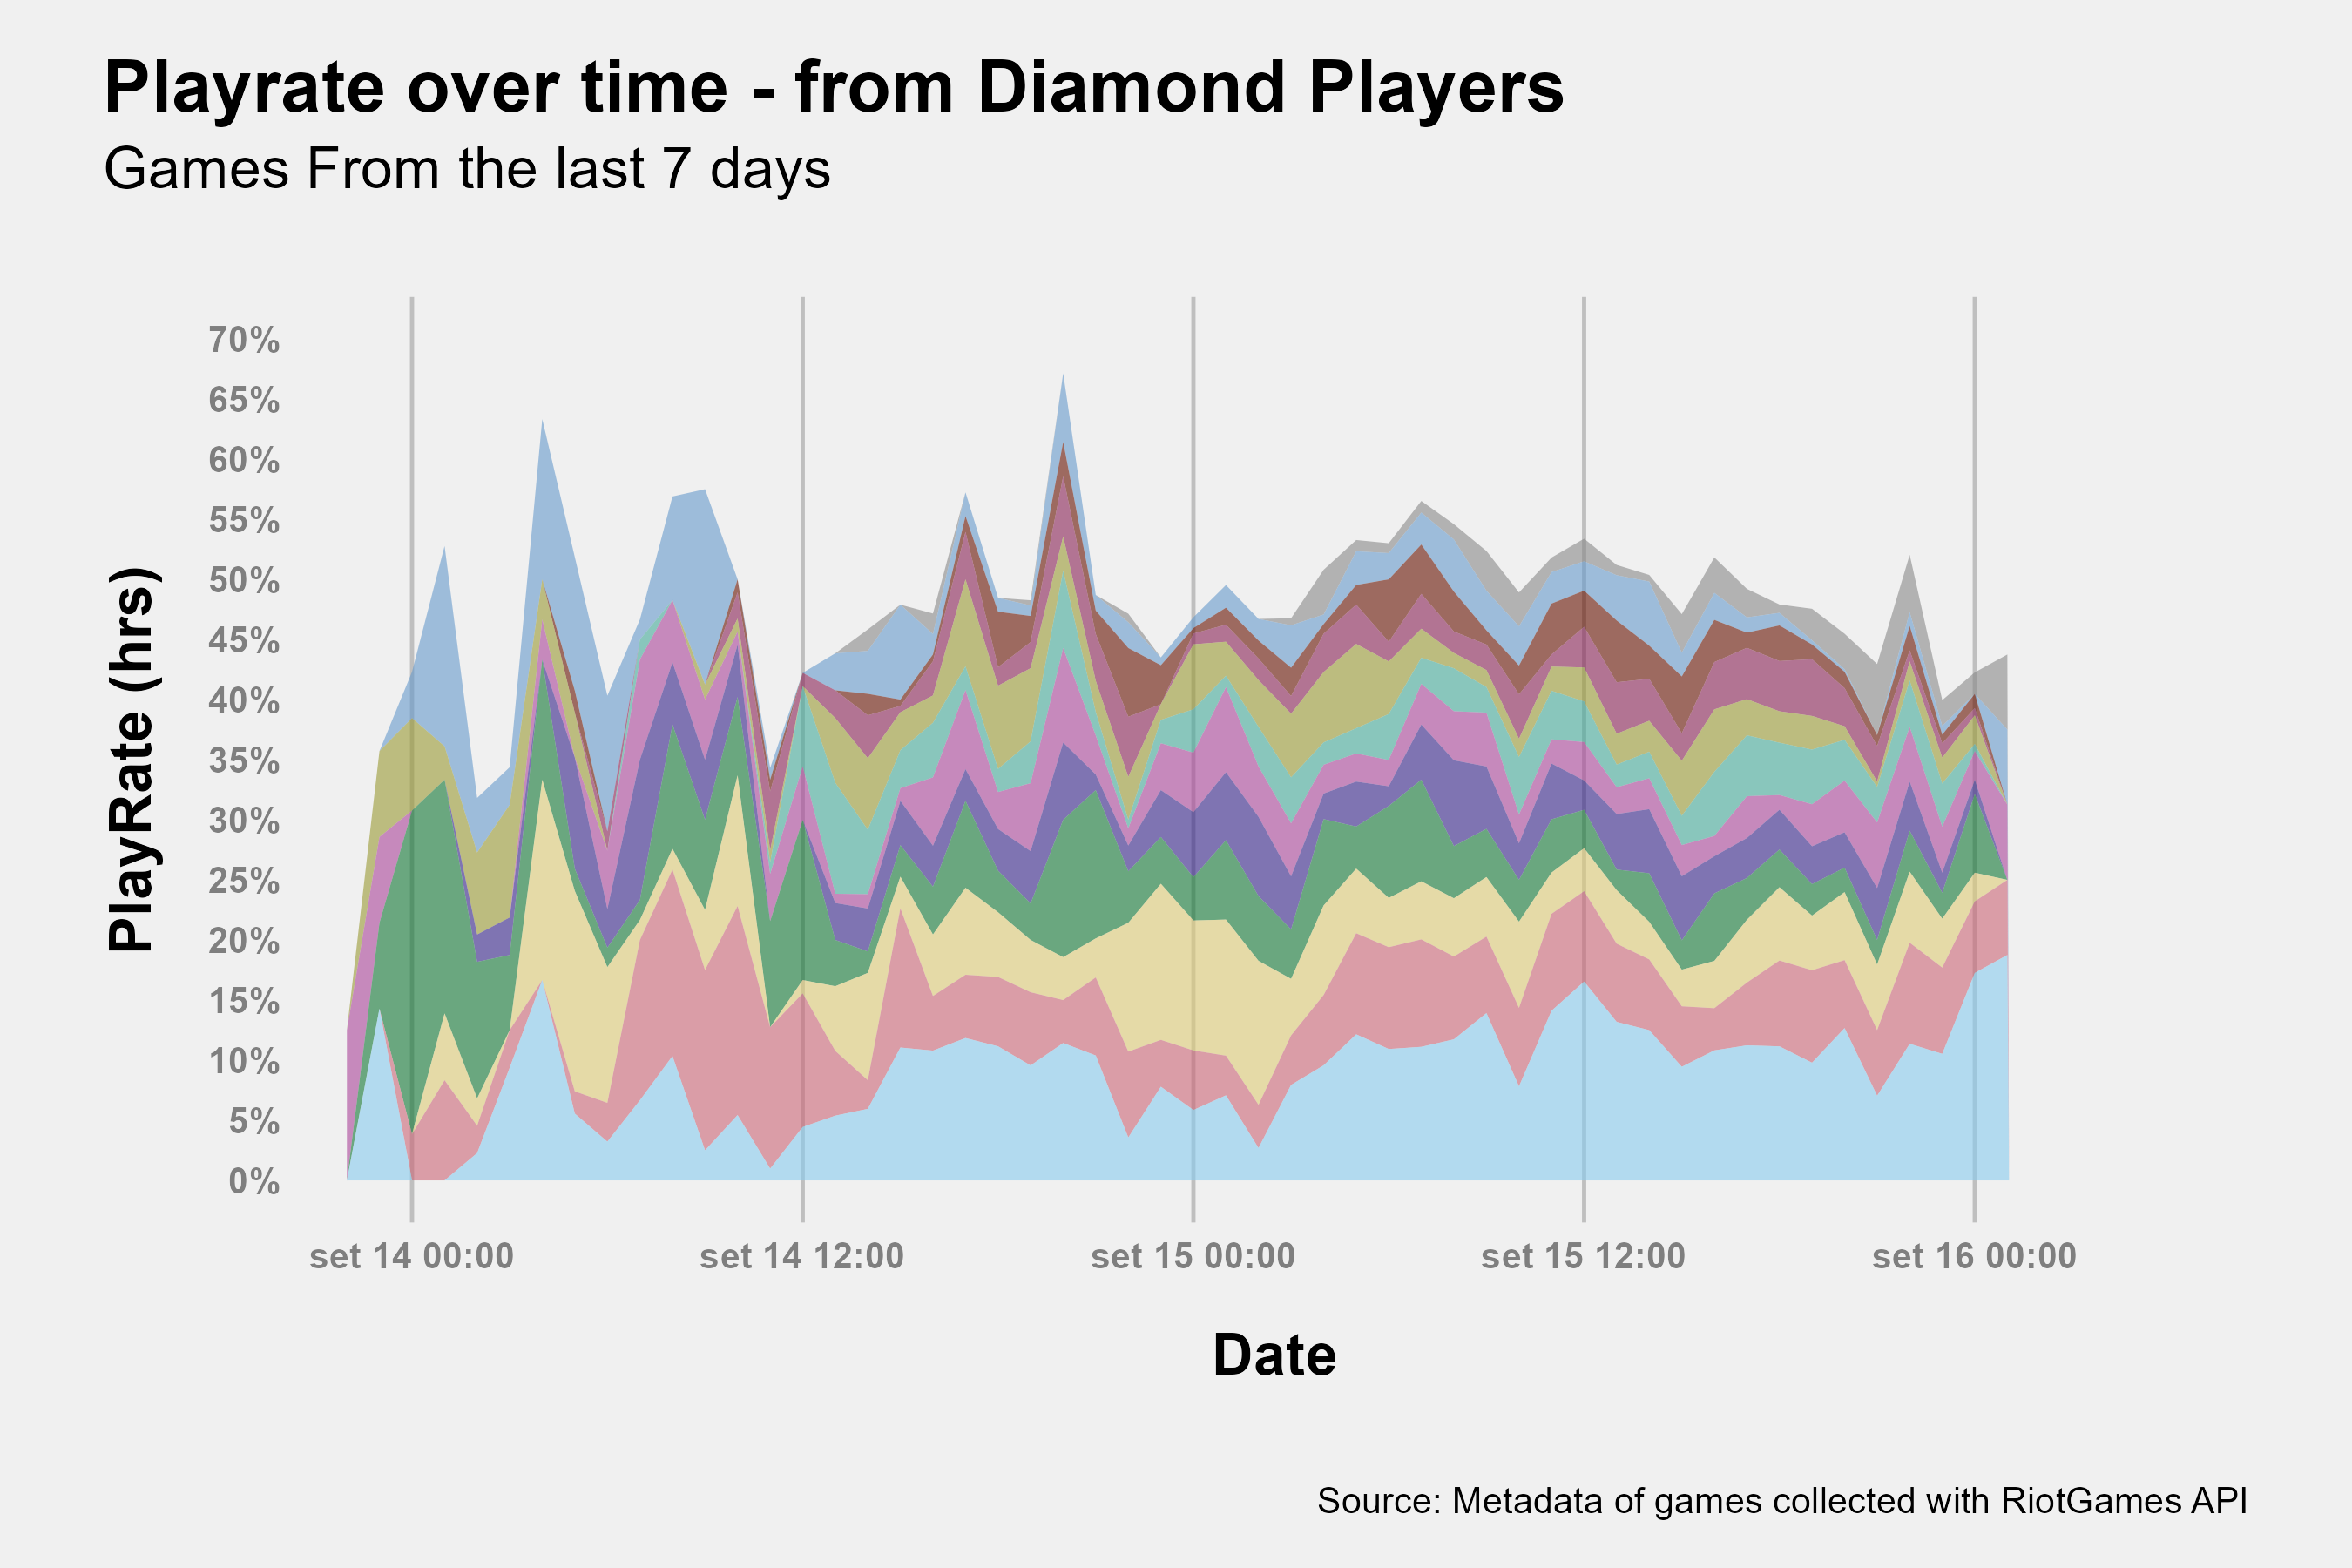 Playrate over time - from Diamond Players
Games From the last 7 days
PlayRate (hrs)
70%
65%
60%
55%
50%
45%
40%
35%
30%
25%
20%
15%
10%
5%
0%
set 14 00:00
set 14 12:00
set 15 00:00
set 15 12:00
set 16 00:00
Date
Source: Metadata of games collected with RiotGames API